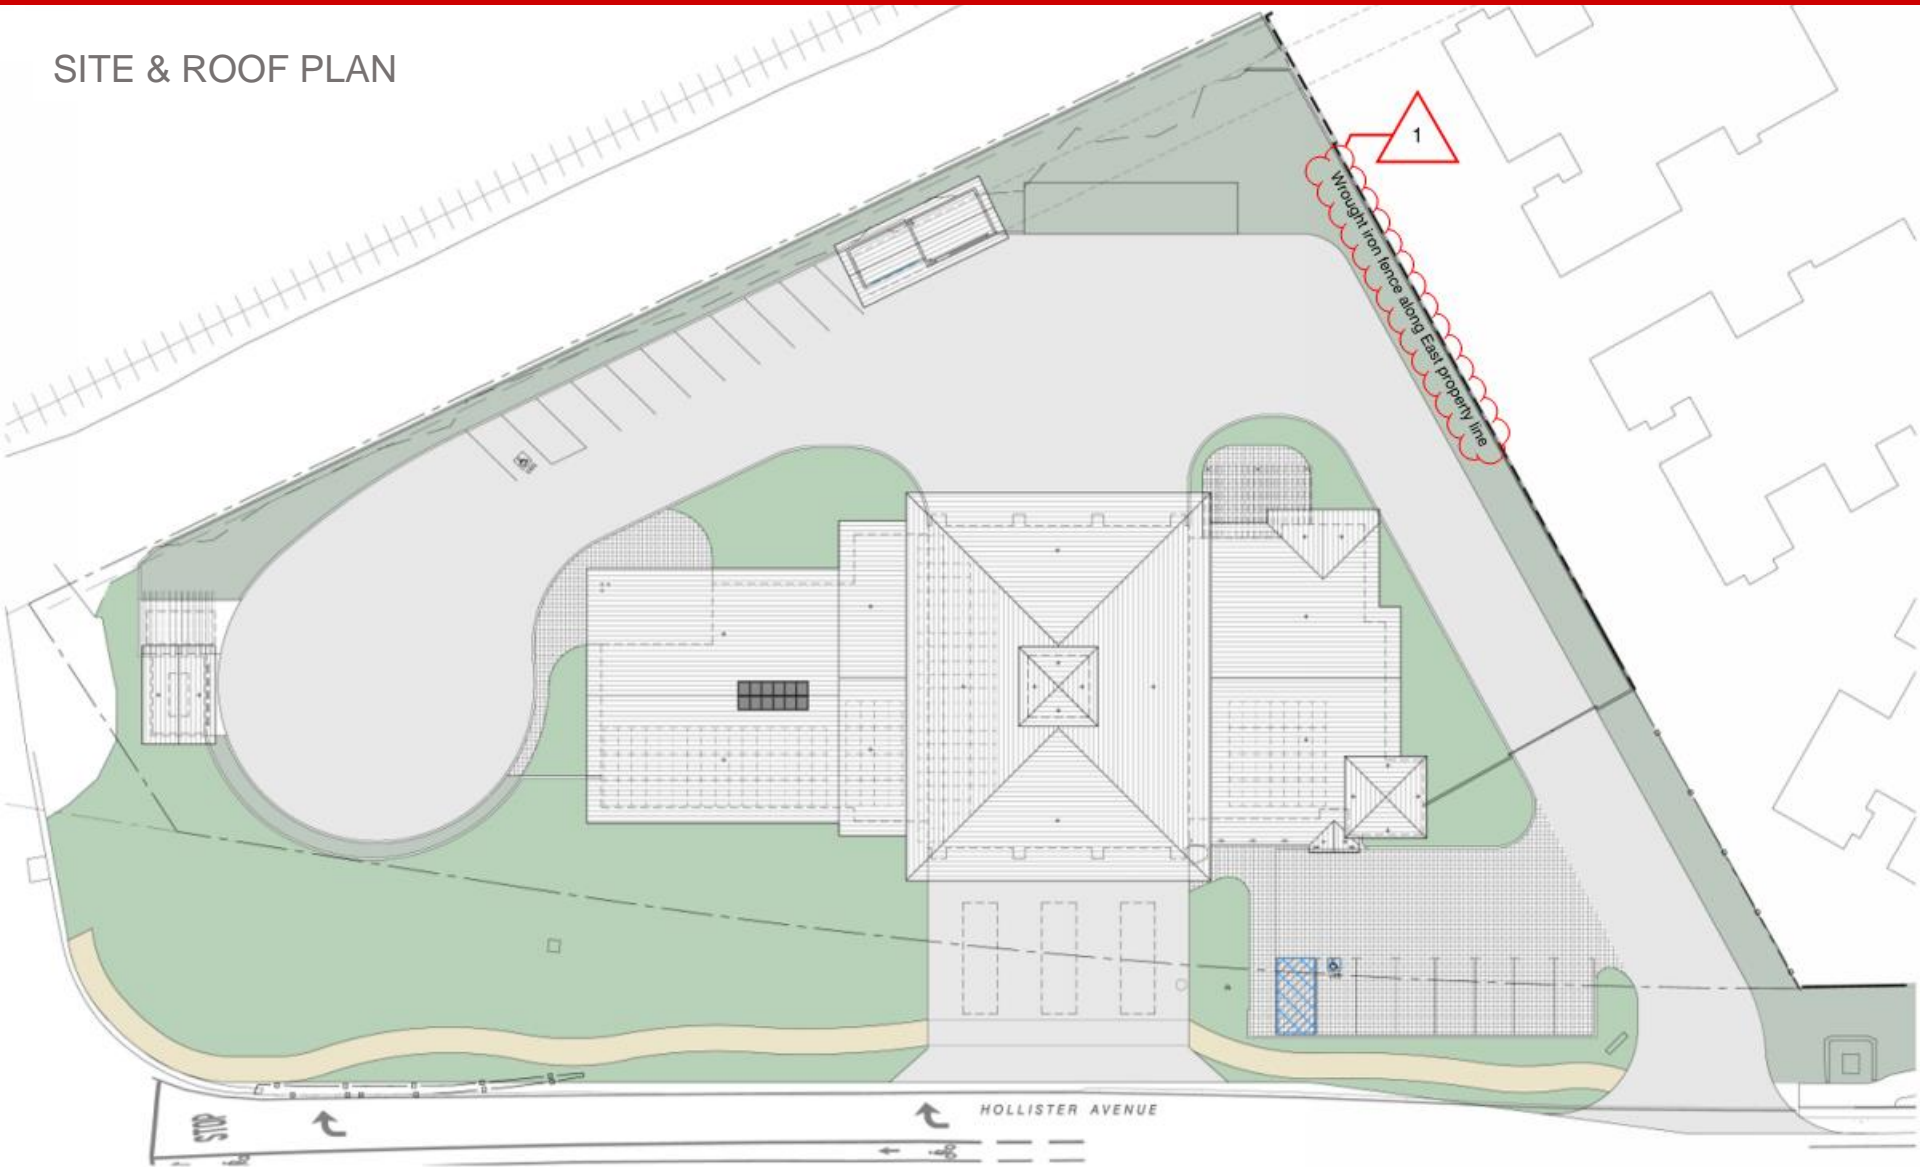 SITE & ROOF PLAN
1
Wrought iron fence along East property line
HOLLISTER AVENUE
STOP